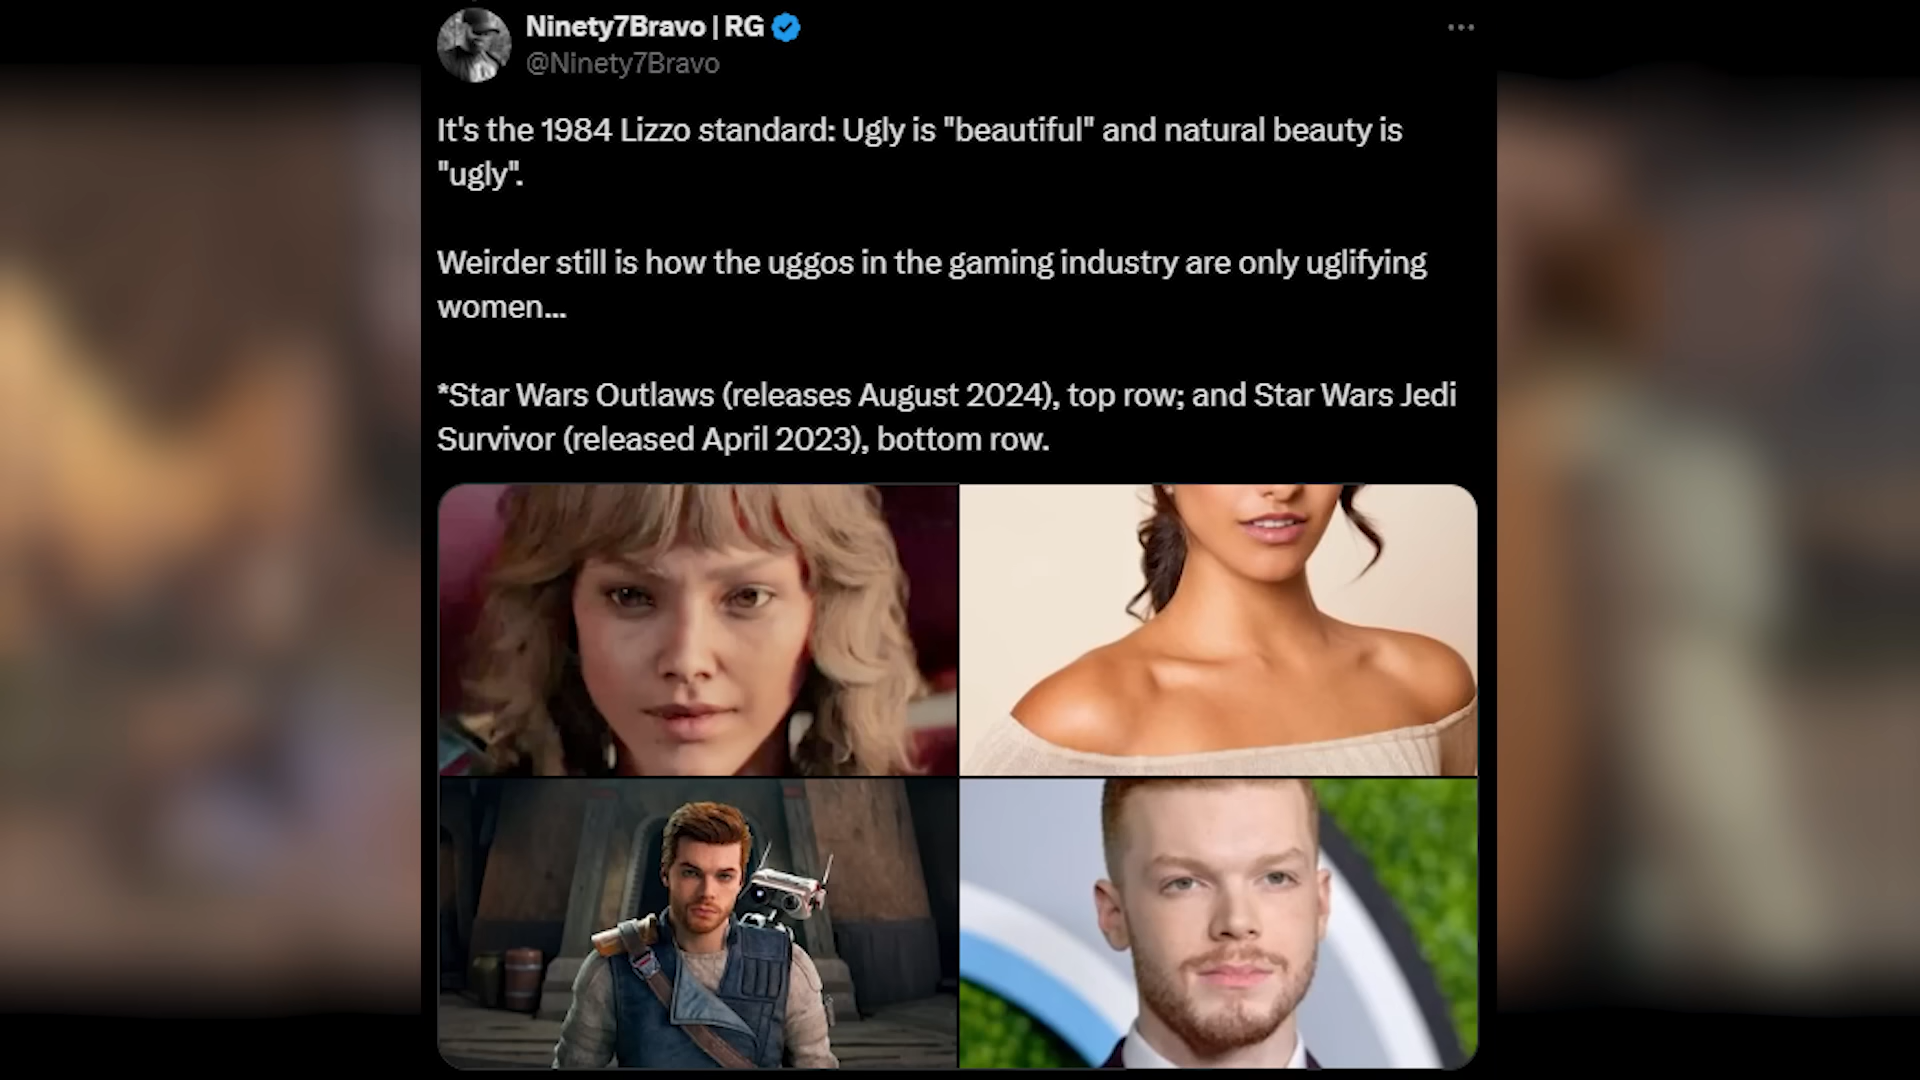 Ninety7Bravo | RG
@Ninety7Bravo
It's the 1984 Lizzo standard: Ugly is "beautiful" and natural beauty is
"ugly".
Weirder still is how the uggos in the gaming industry are only uglifying
women...
*Star Wars Outlaws (releases August 2024), top row; and Star Wars Jedi
Survivor (released April 2023), bottom row.